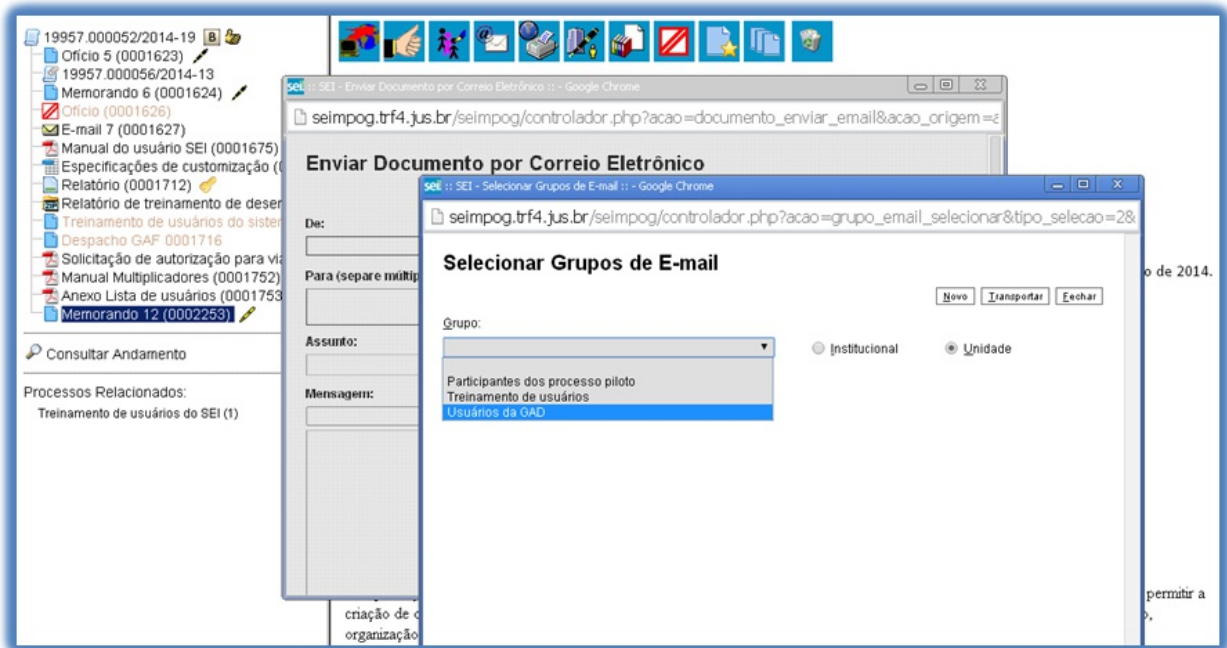 19957.000052/2014-19 B
Ofício 5 (0001623)
19957.000056/2014-13
Memorando 6 (0001624)
Ofício (0001626)
E-mail 7 (0001627)
Manual do usuário SEI (0001675)
Especificações de customização (
Relatório (0001712)
Relatório de treinamento de deser
Treinamento de usuários do sister
Despacho GAF 0001716
Solicitação de autorização para via
Manual Multiplicadores (0001752)
Anexo Lista de usuários (0001753
Memorando 12 (0002253)
Consultar Andamento
Processos Relacionados:
Treinamento de usuários do SEI (1)
sei :: SEI - Enviar Documento por Correio Eletrônico :: - Google Chrome
seimpog.trf4.jus.br/seimpog/controlador.php?acao=documento_enviar_email&acao_origem=a
Enviar Documento por Correio Eletrônico
De:
Para (separe múltip
Assunto:
Mensagem:
sei :: SEI - Selecionar Grupos de E-mail :: - Google Chrome
seimpog.trf4.jus.br/seimpog/controlador.php?acao=grupo_email_selecionar&tipo_selecao=2&
Selecionar Grupos de E-mail
Novo Transportar Fechar
Grupo:
Institucional Unidade
Participantes dos processo piloto
Treinamento de usuários
Usuários da GAD
o de 2014.
permitir a
criação de
organização